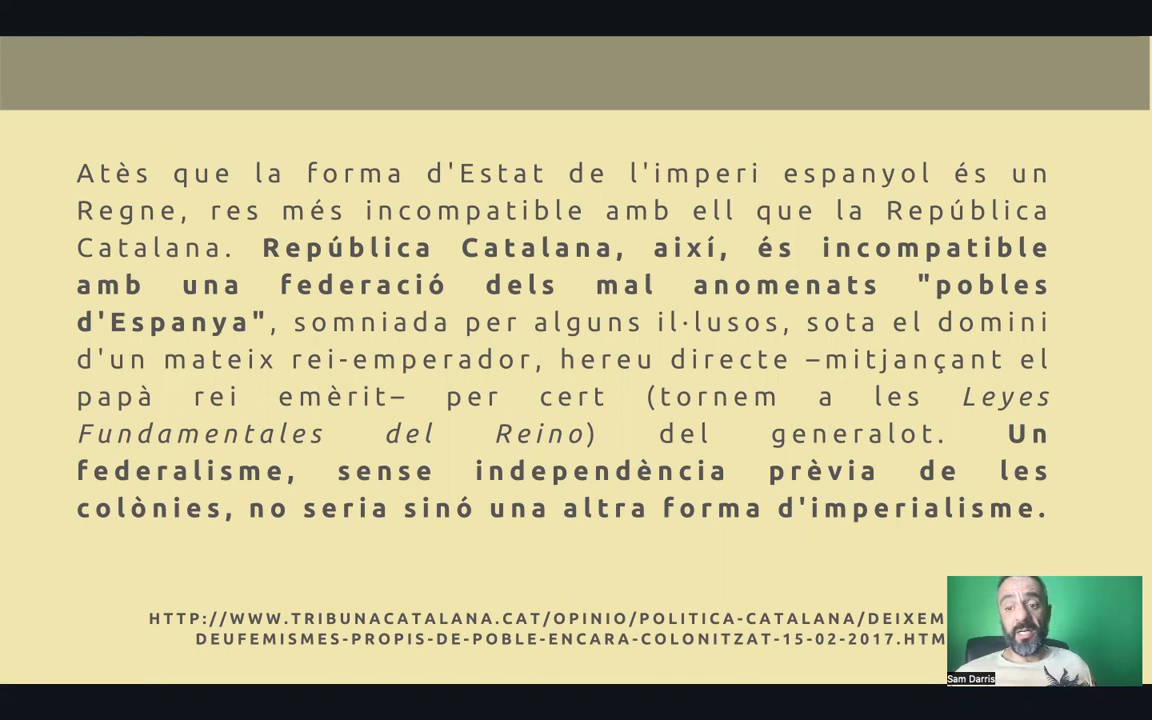 Atès que la forma d'Estat de l'imperi espanyol és un
Regne, res més incompatible amb ell que la República
Catalana. República Catalana, així, és incompatible
amb una federació dels mal anomenats "pobles
d'Espanya", somniada per alguns il·lusos, sota el domini
d'un mateix rei-emperador, hereu directe –mitjançant el
papà rei emèrit– per cert (tornem a les Leyes
Fundamentales del Reino) del generalot. Un
federalisme, sense independència prèvia de les
colònies, no seria sinó una altra forma d'imperialisme.
HTTP://WWW.TRIBUNACATALANA.CAT/OPINIO/POLITICA-CATALANA/DEIXEM
DEUFEMISMES-PROPIS-DE-POBLE-ENCARA-COLONITZAT-15-02-2017.HTM
Sam Darris